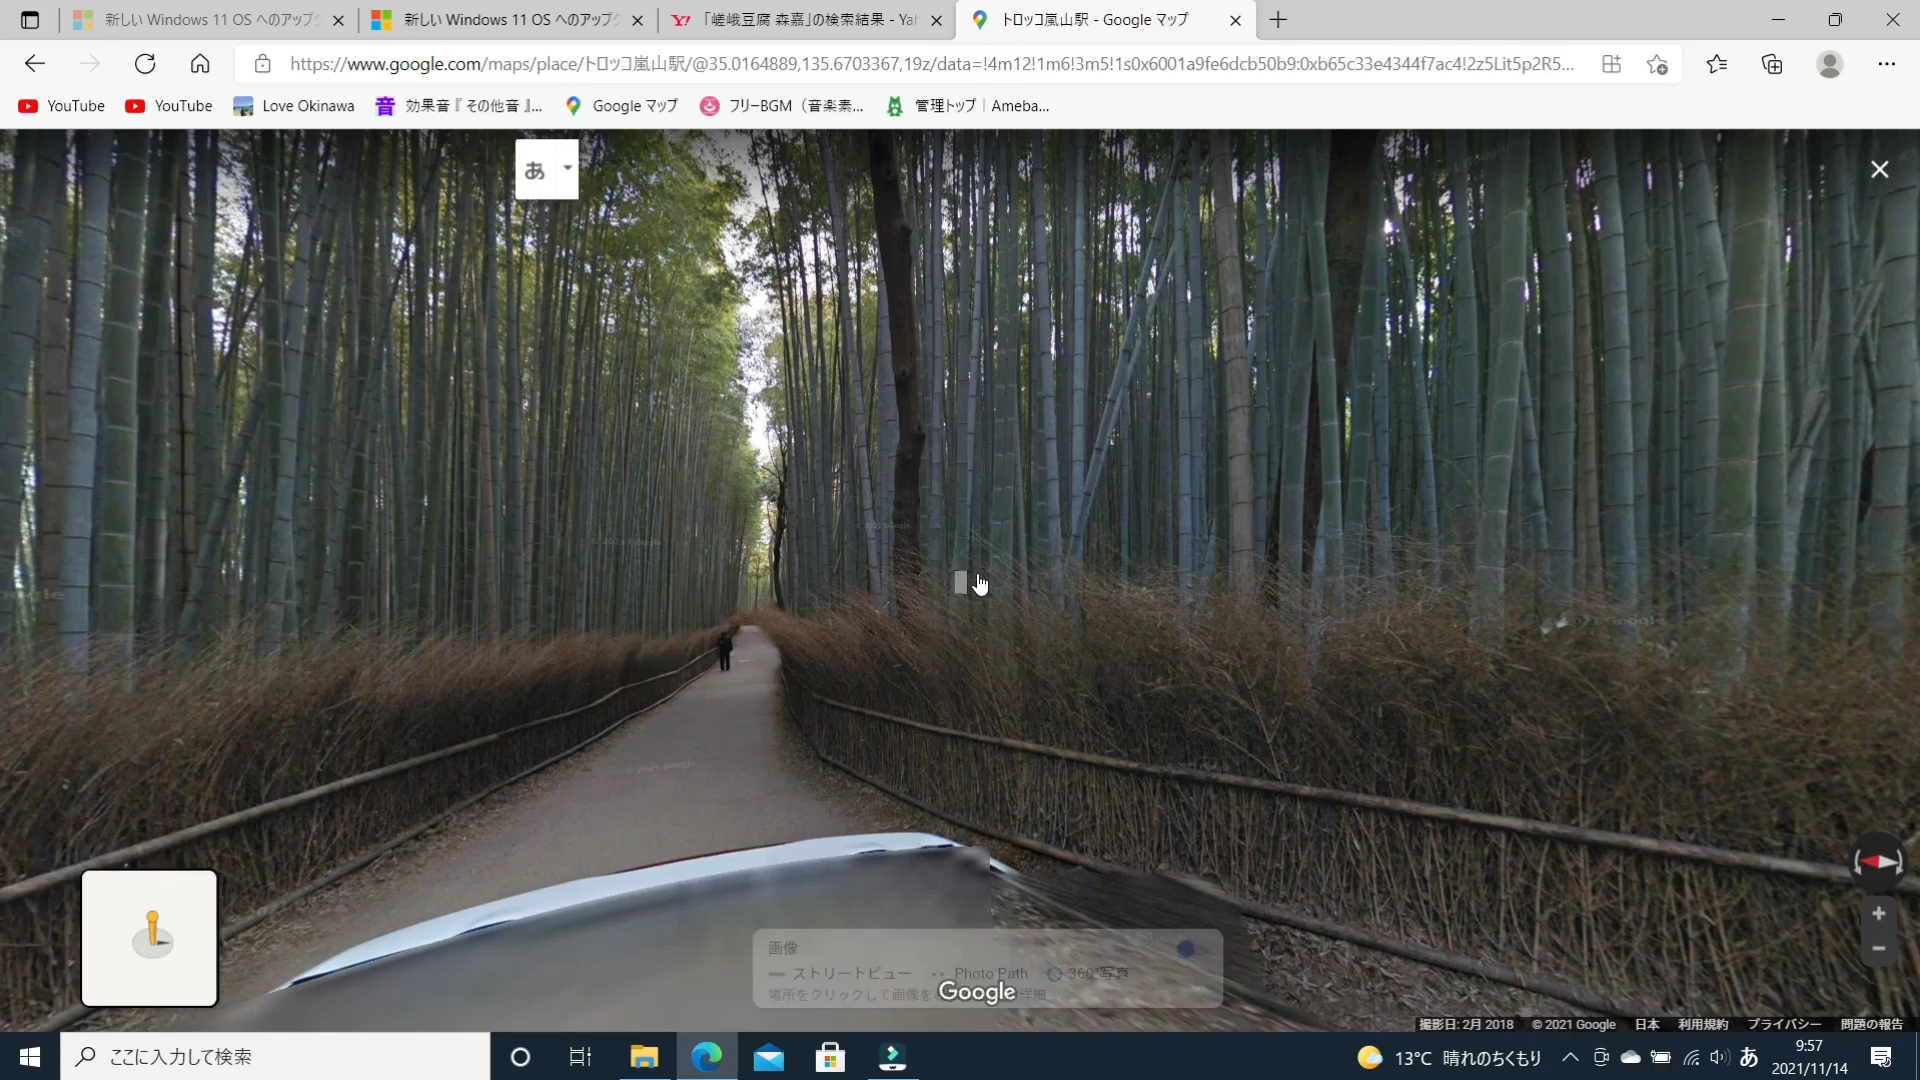 新しい Windows 11 OS へのアップグ
新しい Windows 11 OS へのアップグ
「嵯峨豆腐 森嘉」の検索結果 - Yah
トロッコ嵐山駅 - Google マップ
https://www.google.com/maps/place/トロッコ嵐山駅/@35.0164889,135.6703367,19z/data=!4m12!1m6!3m5!1s0x6001a9fe6dcb50b9:0xb65c33e4344f7ac4!2z5Lit5p2R5...
YouTube
YouTube
Love Okinawa
音
効果音『 その他音 』...
Google マップ
フリーBGM（音楽素...
管理トップ｜Ameba...
あ
画像
ストリートビュー
Photo Path
360°写真
Google
撮影日: 2月 2018
© 2021 Google
日本
利用規約
プライバシー
問題の報告
ここに入力して検索
13°C 晴れのちくもり
あ
9:57
2021/11/14